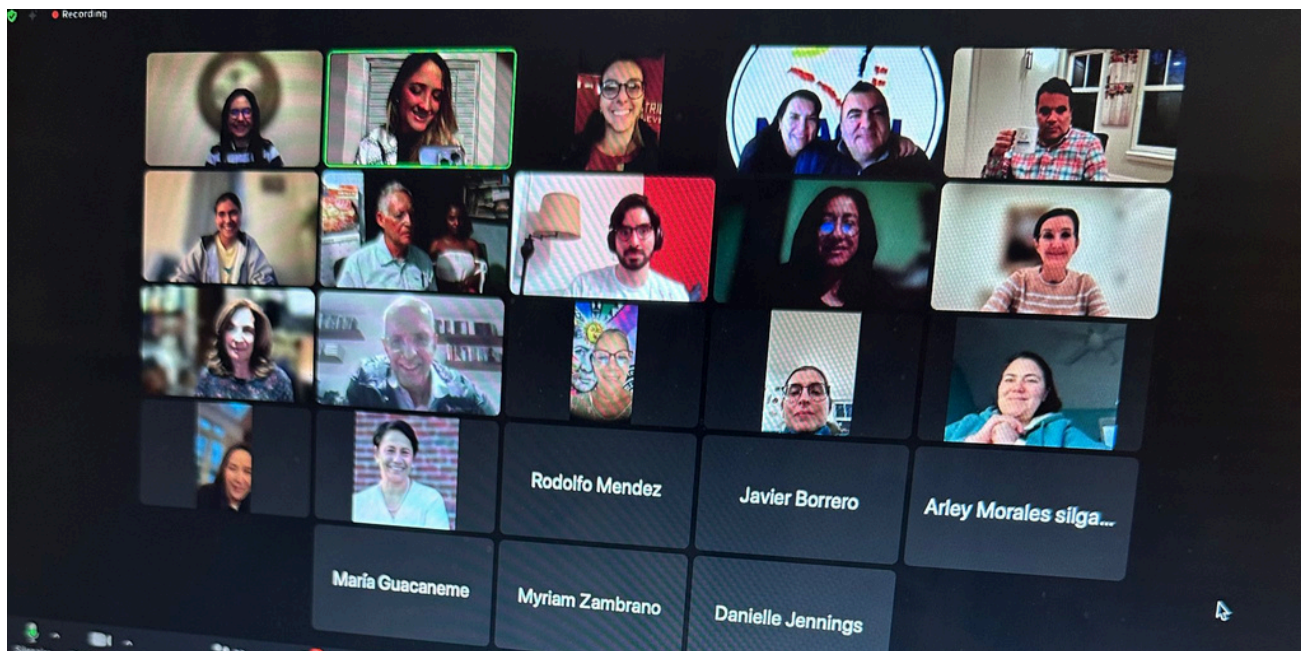 Recording
Rodolfo Mendez
Javier Borrero
Arley Morales silga...
María Guacaneme
Myriam Zambrano
Danielle Jennings